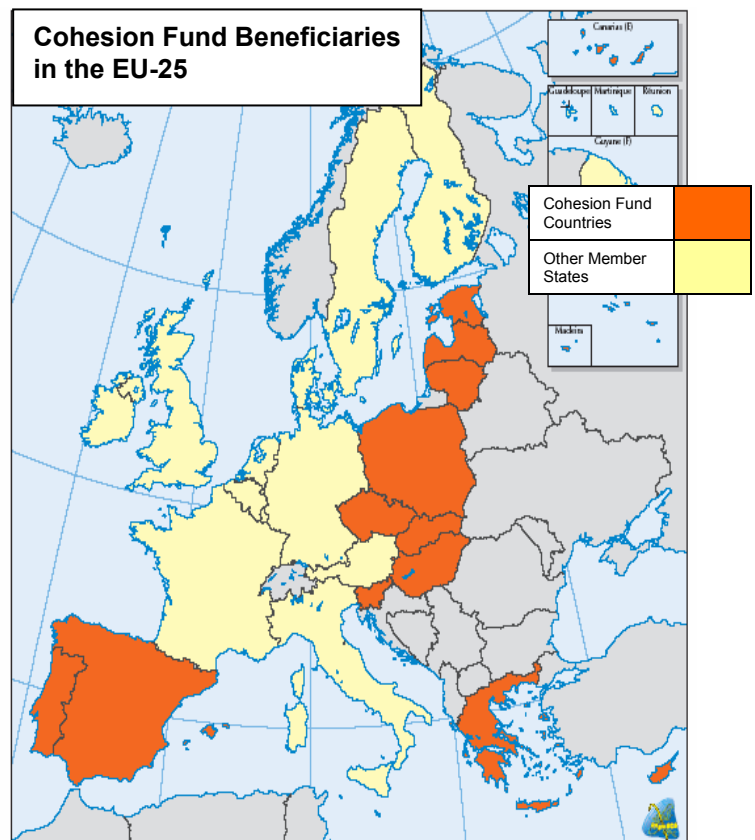 Cohesion Fund Beneficiaries
in the EU-25
Canarias (E)
Guadeloupe
Martinique
Réunion
Guyane (F)
Cohesion Fund
Countries
Other Member
States
Madeira